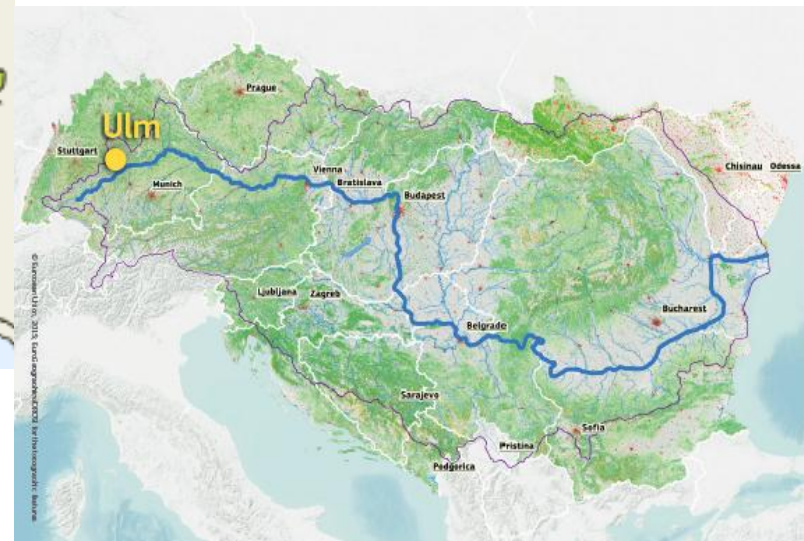 Prague
Ulm
Stuttgart
Munich
Vienna
Bratislava
Budapest
Chisinau
Odessa
Ljubljana
Zagreb
Belgrade
Bucharest
Sarajevo
Sofia
Pristina
Podgorica